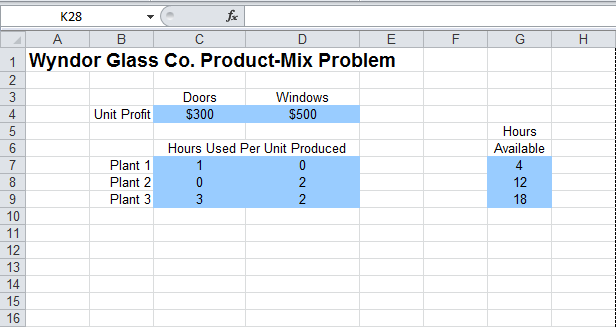 K28 fx
A B C D E F G H
1 Wyndor Glass Co. Product-Mix Problem
2
3 Doors Windows
4 Unit Profit $300 $500
5 Hours
6 Hours Used Per Unit Produced Available
7 Plant 1 1 0 4
8 Plant 2 0 2 12
9 Plant 3 3 2 18
10
11
12
13
14
15
16